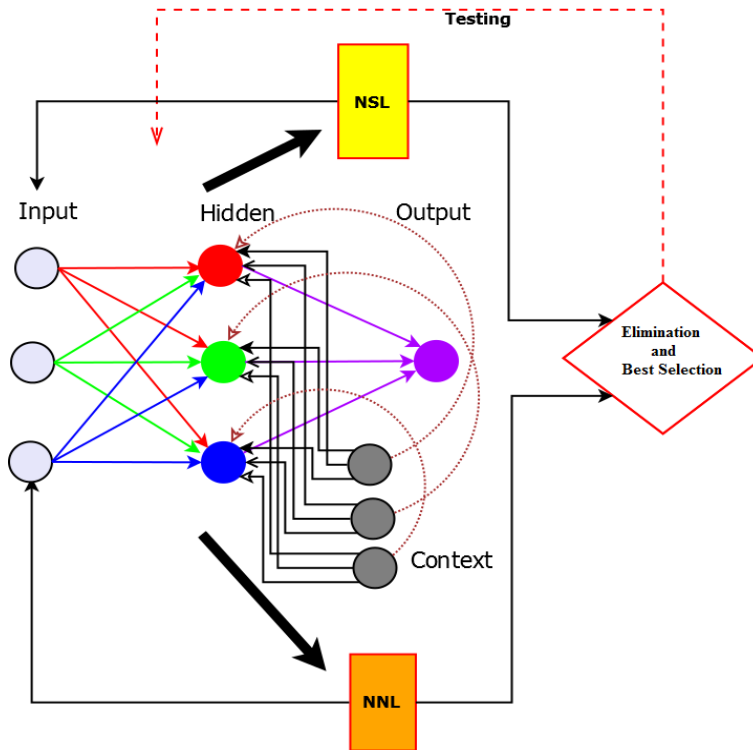 Testing
NSL
Input
Hidden
Output
Elimination
and
Best Selection
Context
NNL